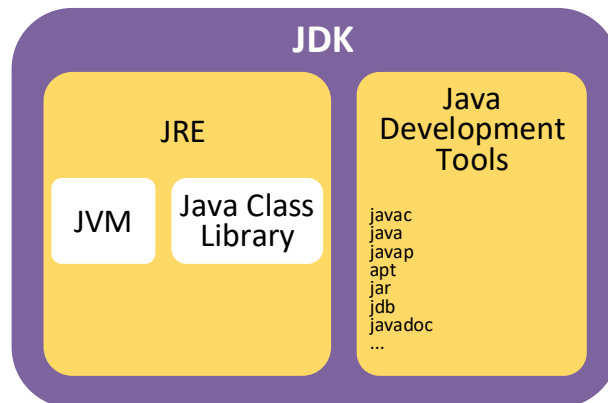 JDK
JRE
JVM
Java Class
Library
Java
Development
Tools
javac
java
javap
apt
jar
jdb
javadoc
...